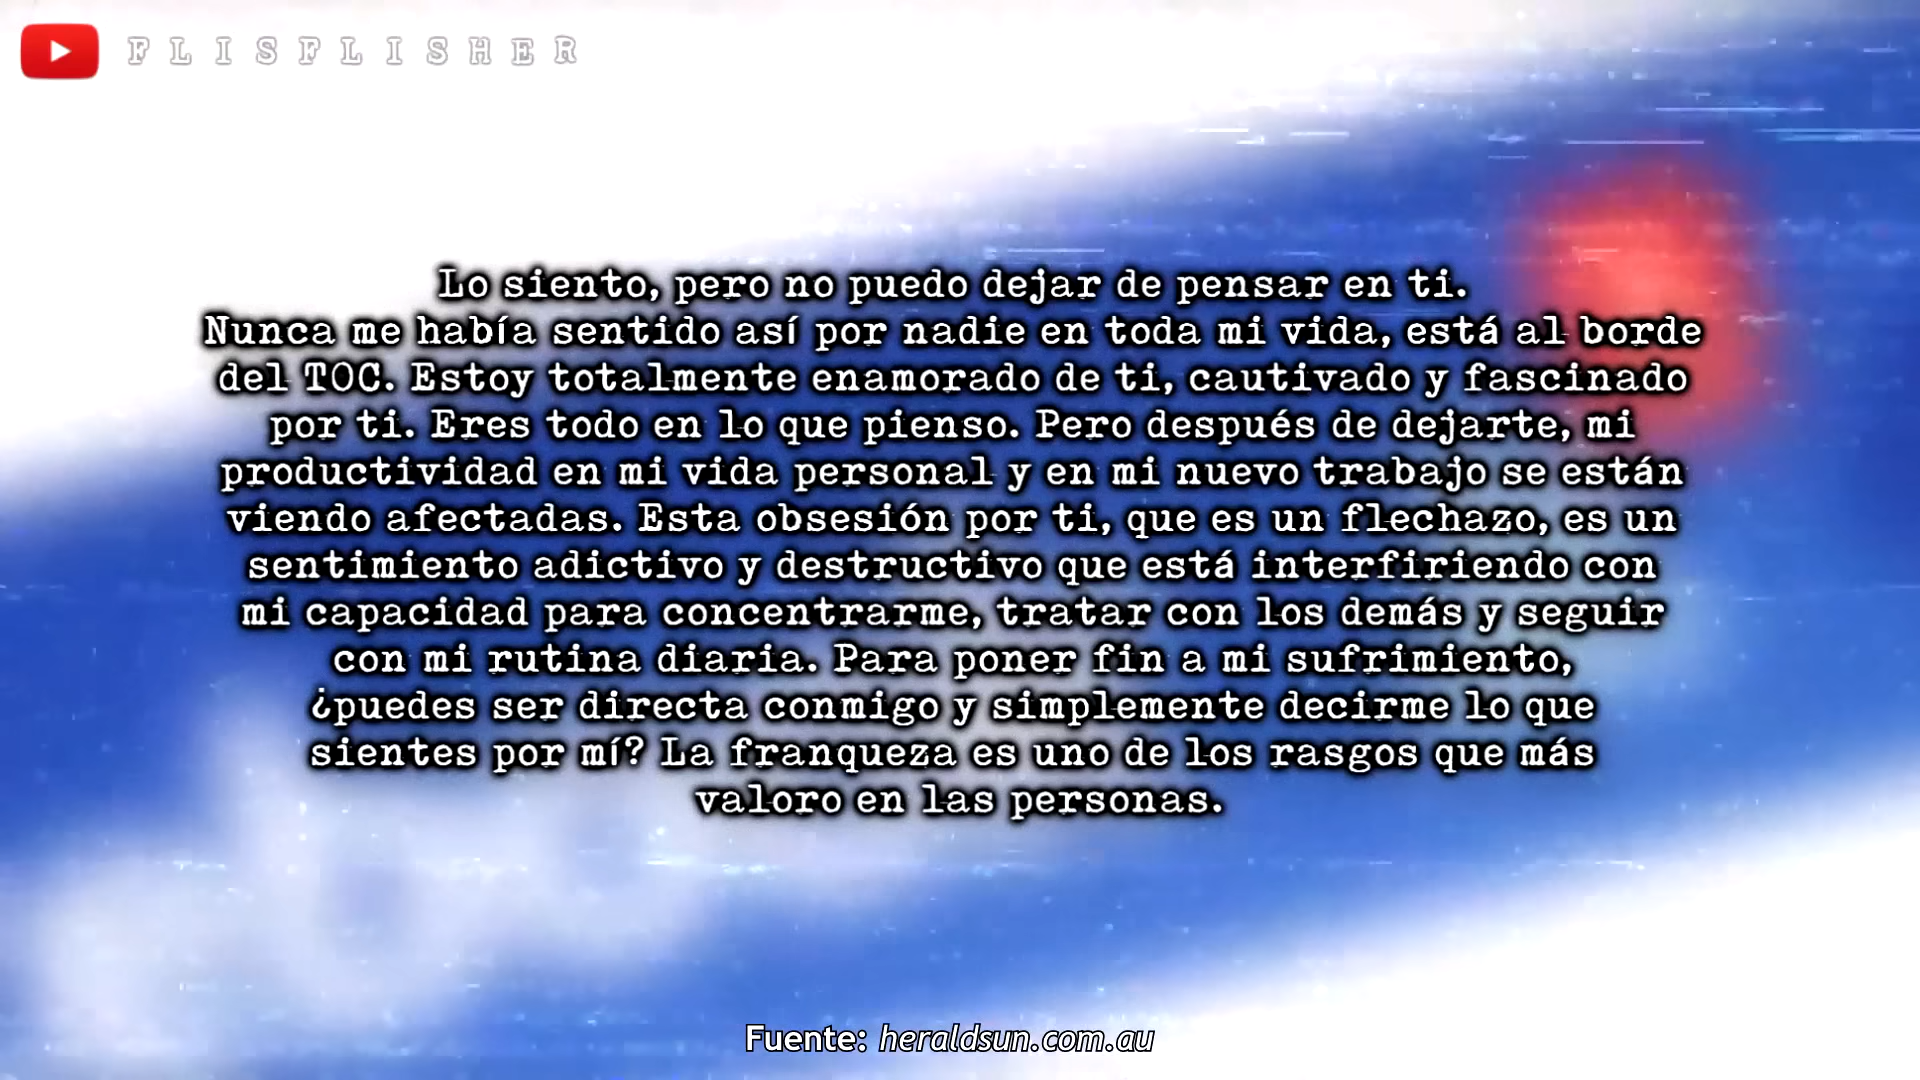 FLISFLISHER
Lo siento, pero no puedo dejar de pensar en ti.
Nunca me había sentido así por nadie en toda mi vida, está al borde
del TOC. Estoy totalmente enamorado de ti, cautivado y fascinado
por ti. Eres todo en lo que pienso. Pero después de dejarte, mi
productividad en mi vida personal y en mi nuevo trabajo se están
viendo afectadas. Esta obsesión por ti, que es un flechazo, es un
sentimiento adictivo y destructivo que está interfiriendo con
mi capacidad para concentrarme, tratar con los demás y seguir
con mi rutina diaria. Para poner fin a mi sufrimiento,
¿puedes ser directa conmigo y simplemente decirme lo que
sientes por mí? La franqueza es uno de los rasgos que más
valoro en las personas.
Fuente: heraldsun.com.au